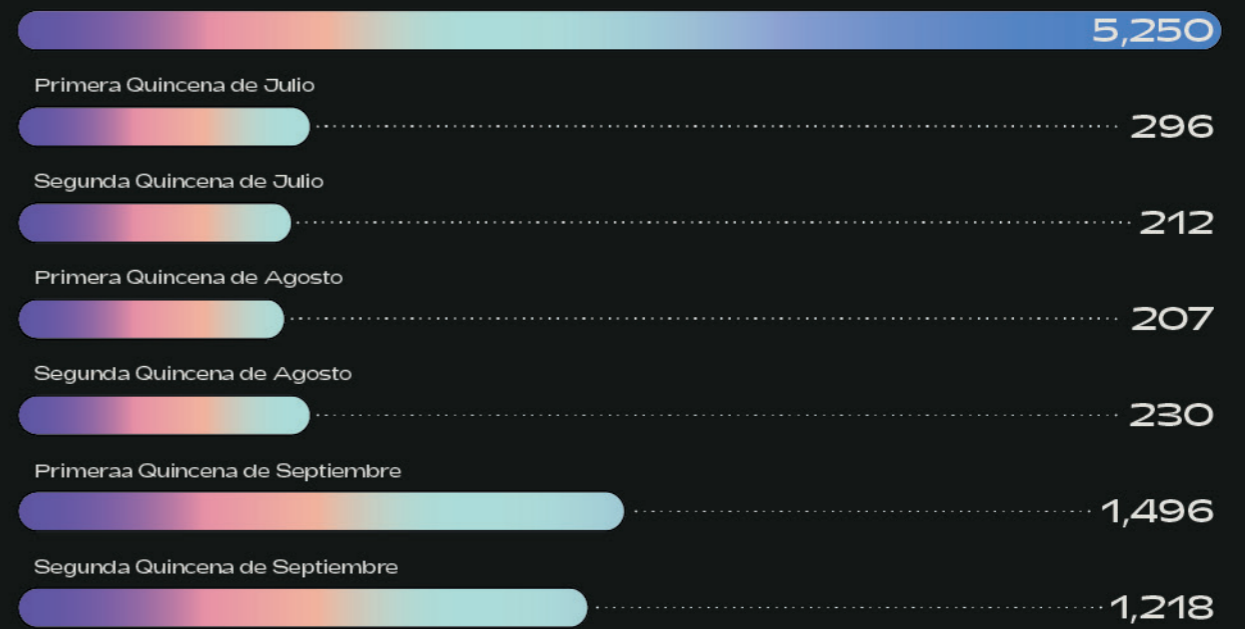 5,250
Primera Quincena de Julio
296
Segunda Quincena de Julio
212
Primera Quincena de Agosto
207
Segunda Quincena de Agosto
230
Primeraa Quincena de Septiembre
1,496
Segunda Quincena de Septiembre
1,218